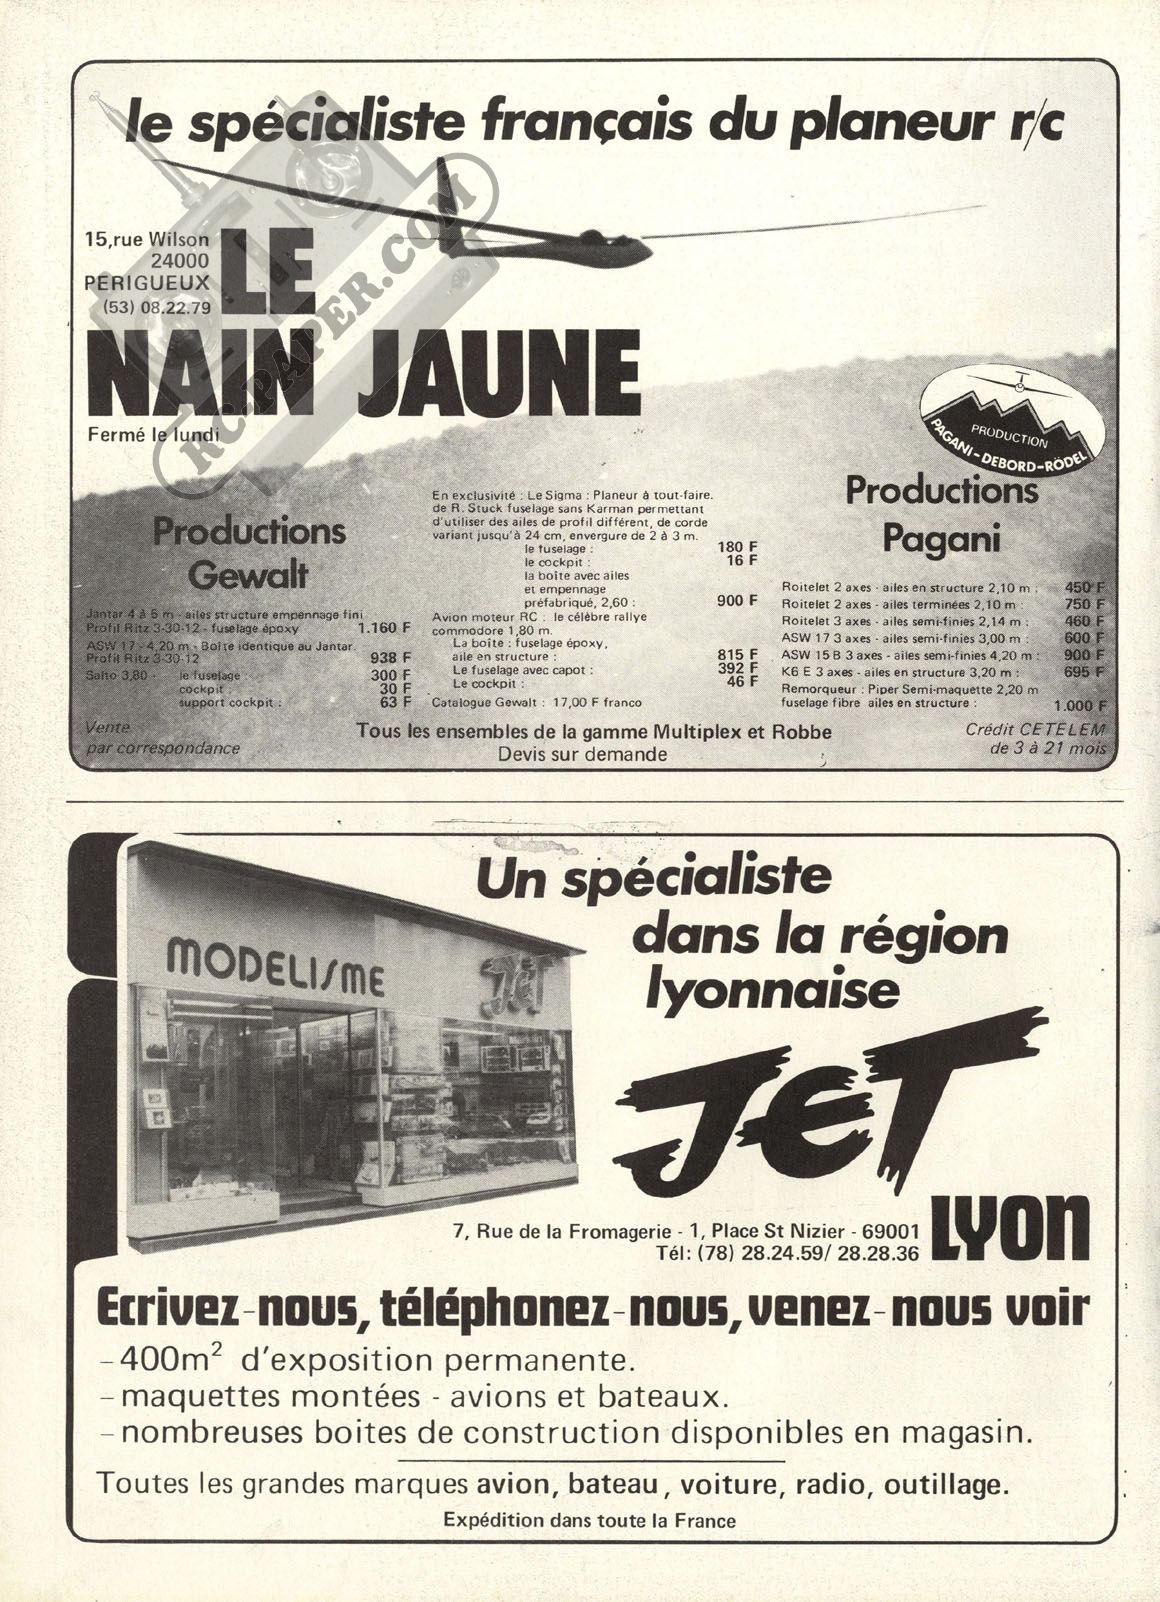 le spécialiste français du planeur r/c
15,rue Wilson
24000
PÉRIGUEUX
(53) 08.22.79
LE
NAIN JAUNE
Fermé le lundi
RC-PAPER.COM
PRODUCTION
PAGANI-DEBORD-RÖDEL
Productions
Gewalt
Jantar 4 à 5 m - ailes structure empennage fini
Profil Ritz 3-30-12 - fuselage époxy 1.160 F
ASW 17 - 4,20 m - Boîte identique au Jantar.
Profil Ritz 3-30-12 938 F
Salto 3,80 - le fuselage : 300 F
cockpit : 30 F
support cockpit : 63 F
Vente
par correspondance
En exclusivité : Le Sigma : Planeur à tout-faire.
de R. Stuck fuselage sans Karman permettant
d'utiliser des ailes de profil différent, de corde
variant jusqu'à 24 cm, envergure de 2 à 3 m.
le fuselage : 180 F
le cockpit : 16 F
la boîte avec ailes
et empennage
préfabriqué, 2,60 : 900 F
Avion moteur RC : le célèbre rallye
commodore 1,80 m.
La boîte : fuselage époxy,
aile en structure : 815 F
Le fuselage avec capot : 392 F
Le cockpit : 46 F
Catalogue Gewalt : 17,00 F franco
Productions
Pagani
Roitelet 2 axes - ailes en structure 2,10 m : 450 F
Roitelet 2 axes - ailes terminées 2,10 m : 750 F
Roitelet 3 axes - ailes semi-finies 2,14 m : 460 F
ASW 17 3 axes - ailes semi-finies 3,00 m : 600 F
ASW 15 B 3 axes - ailes semi-finies 4,20 m : 900 F
K6 E 3 axes - ailes en structure 3,20 m : 695 F
Remorqueur : Piper Semi-maquette 2,20 m
fuselage fibre ailes en structure : 1.000 F
Tous les ensembles de la gamme Multiplex et Robbe
Devis sur demande
Crédit CETELEM
de 3 à 21 mois
MODELISME
JET
Un spécialiste
dans la région
lyonnaise
JET
LYON
7, Rue de la Fromagerie - 1, Place St Nizier - 69001
Tél: (78) 28.24.59/ 28.28.36
Ecrivez-nous, téléphonez-nous, venez-nous voir
- 400m² d'exposition permanente.
- maquettes montées - avions et bateaux.
- nombreuses boites de construction disponibles en magasin.
Toutes les grandes marques avion, bateau, voiture, radio, outillage.
Expédition dans toute la France